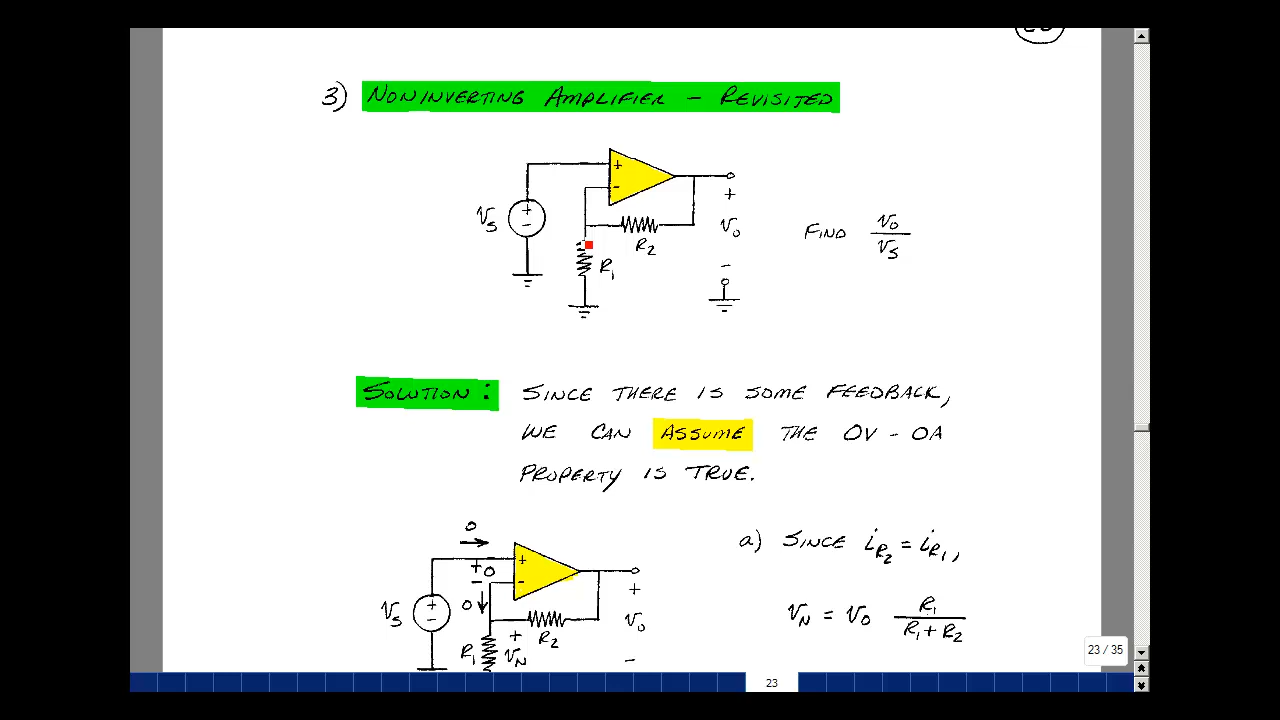 3) NONINVERTING AMPLIFIER - REVISITED
+
-
VS
+
-
R2
R1
+
VO
-
FIND VO/VS
SOLUTION: SINCE THERE IS SOME FEEDBACK,
WE CAN ASSUME THE OV - OA
PROPERTY IS TRUE.
0
+ 0 -
+
-
0
VS
+
-
R2
R1
+
VN
+
VO
-
a) SINCE iR2 = iR1,
VN = VO R1/(R1 + R2)
23 / 35
23